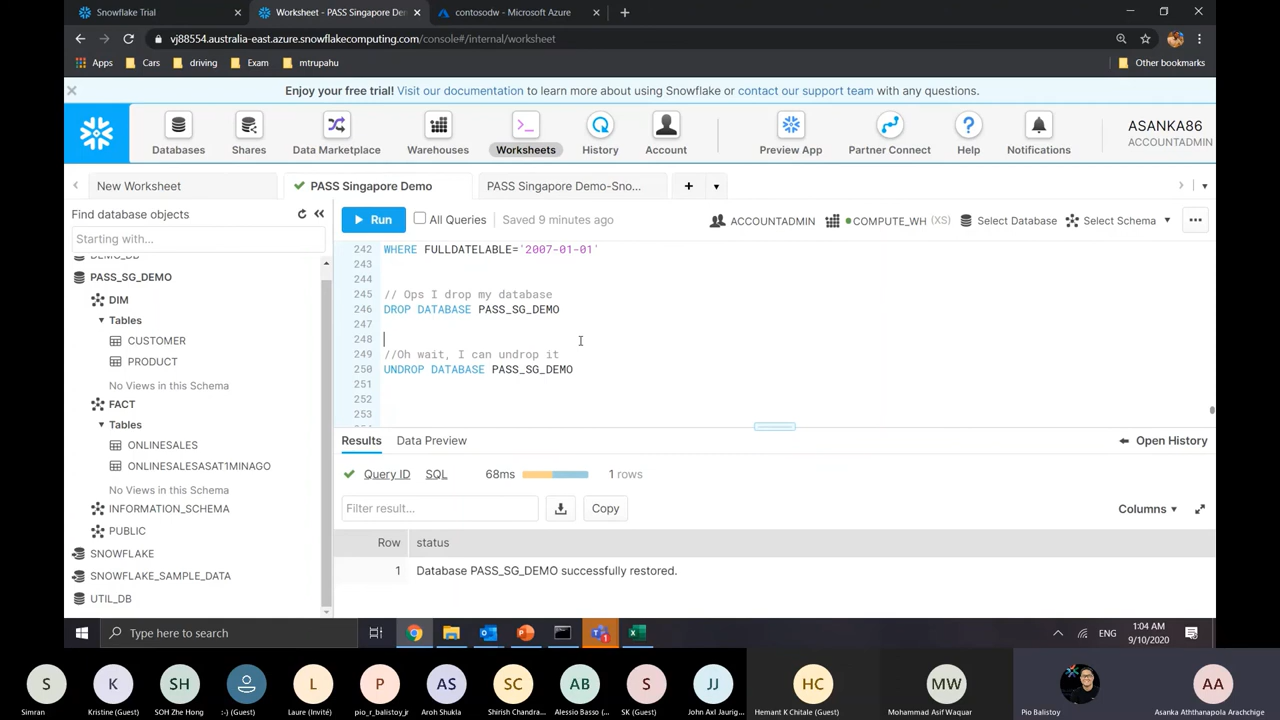 Snowflake Trial
Worksheet - PASS Singapore De
contosodw - Microsoft Azure
vj88554.australia-east.azure.snowflakecomputing.com/console#/internal/worksheet
Apps
Cars
driving
Exam
mtrupahu
Other bookmarks
Enjoy your free trial! Visit our documentation to learn more about using Snowflake or contact our support team with any questions.
Databases
Shares
Data Marketplace
Warehouses
Worksheets
History
Account
Preview App
Partner Connect
Help
Notifications
ASANKA86
ACCOUNTADMIN
New Worksheet
PASS Singapore Demo
PASS Singapore Demo-Sno...
Find database objects
Starting with...
DEMO_DB
PASS_SG_DEMO
DIM
Tables
CUSTOMER
PRODUCT
No Views in this Schema
FACT
Tables
ONLINESALES
ONLINESALESASAT1MINAGO
No Views in this Schema
INFORMATION_SCHEMA
PUBLIC
SNOWFLAKE
SNOWFLAKE_SAMPLE_DATA
UTIL_DB
Run
All Queries
Saved 9 minutes ago
ACCOUNTADMIN
COMPUTE_WH (XS)
Select Database
Select Schema
242 WHERE FULLDATELABLE='2007-01-01'
243
244
245 // Ops I drop my database
246 DROP DATABASE PASS_SG_DEMO
247
248
249 //Oh wait, I can undrop it
250 UNDROP DATABASE PASS_SG_DEMO
251
252
253
Results
Data Preview
Open History
Query ID
SQL
68ms
1 rows
Filter result...
Copy
Columns
Row
status
1
Database PASS_SG_DEMO successfully restored.
Type here to search
ENG
1:04 AM
9/10/2020
S
K
SH
L
P
AS
SC
AB
S
JJ
HC
MW
AA
Simran
Kristine (Guest)
SOH Zhe Hong
:-) (Guest)
Laure (Invité)
pio_r_balistoy_jr
Aroh Shukla
Shirish Chandra...
Alessio Basso (...
SK (Guest)
John Axl Jaurig...
Hemant K Chthatale (Guest)
Mohammad Asif Waquar
Pio Balistoy
Asanka Aththanayaka Padmakumara Arachchige